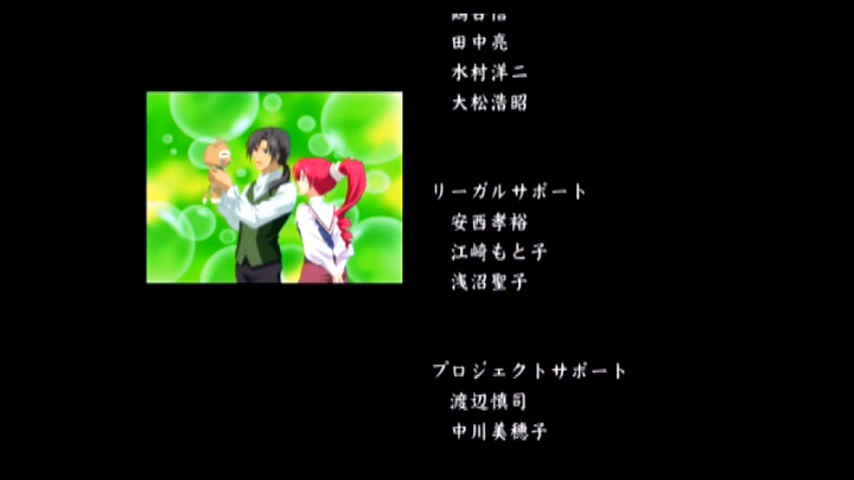 田中亮
水村洋二
大松浩昭
リーガルサポート
安西孝裕
江崎もと子
浅沼聖子
プロジェクトサポート
渡辺慎司
中川美穂子